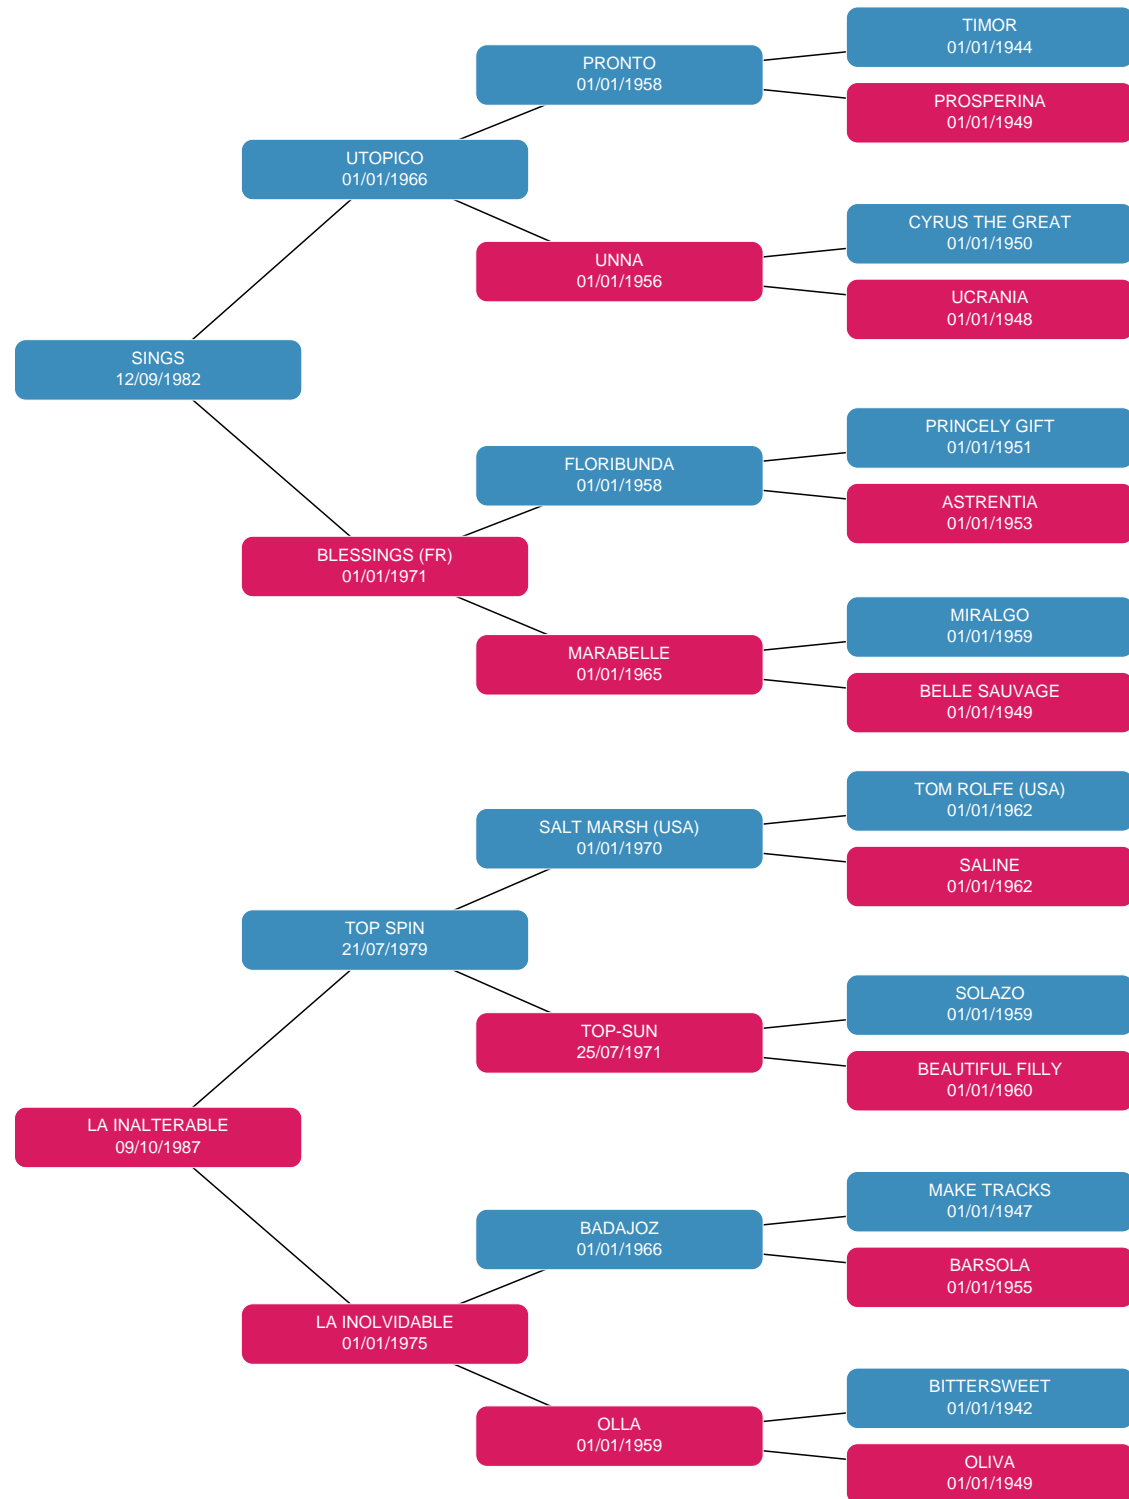 TIMOR
01/01/1944
PRONTO
01/01/1958
PROSPERINA
01/01/1949
UTOPICO
01/01/1966
CYRUS THE GREAT
01/01/1950
UNNA
01/01/1956
UCRANIA
01/01/1948
SINGS
12/09/1982
PRINCELY GIFT
01/01/1951
FLORIBUNDA
01/01/1958
ASTRENTIA
01/01/1953
BLESSINGS (FR)
01/01/1971
MIRALGO
01/01/1959
MARABELLE
01/01/1965
BELLE SAUVAGE
01/01/1949
TOM ROLFE (USA)
01/01/1962
SALT MARSH (USA)
01/01/1970
SALINE
01/01/1962
TOP SPIN
21/07/1979
SOLAZO
01/01/1959
TOP-SUN
25/07/1971
BEAUTIFUL FILLY
01/01/1960
LA INALTERABLE
09/10/1987
MAKE TRACKS
01/01/1947
BADAJOZ
01/01/1966
BARSOLA
01/01/1955
LA INOLVIDABLE
01/01/1975
BITTERSWEET
01/01/1942
OLLA
01/01/1959
OLIVA
01/01/1949